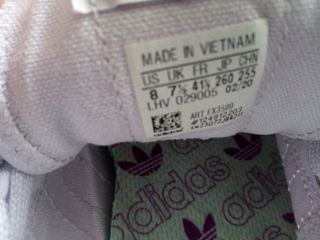 MADE IN VIETNAM
US UK FR JP CHN
8 7½ 41⅓ 260 255
LHV 029005 02/20
ART FX3500
adidas
adidas